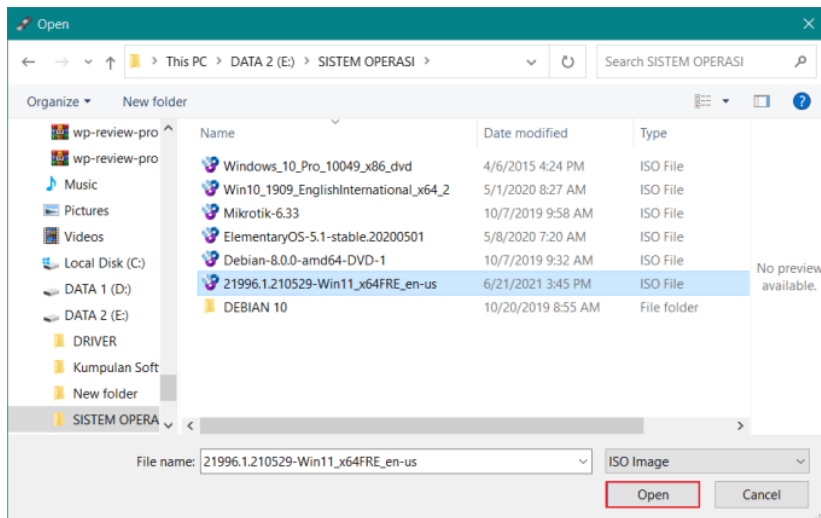 Open
This PC > DATA 2 (E:) > SISTEM OPERASI >
Search SISTEM OPERASI
Organize
New folder
wp-review-pro
wp-review-pro
Music
Pictures
Videos
Local Disk (C:)
DATA 1 (D:)
DATA 2 (E:)
DRIVER
Kumpulan Soft
New folder
SISTEM OPERA
Name Date modified Type
Windows_10_Pro_10049_x86_dvd 4/6/2015 4:24 PM ISO File
Win10_1909_EnglishInternational_x64_2 5/1/2020 8:27 AM ISO File
Mikrotik-6.33 10/7/2019 9:58 AM ISO File
ElementaryOS-5.1-stable.20200501 5/8/2020 7:20 AM ISO File
Debian-8.0.0-amd64-DVD-1 10/7/2019 9:32 AM ISO File
21996.1.210529-Win11_x64FRE_en-us 6/21/2021 3:45 PM ISO File
DEBIAN 10 10/20/2019 8:55 AM File folder
No preview
available.
File name: 21996.1.210529-Win11_x64FRE_en-us
ISO Image
Open
Cancel